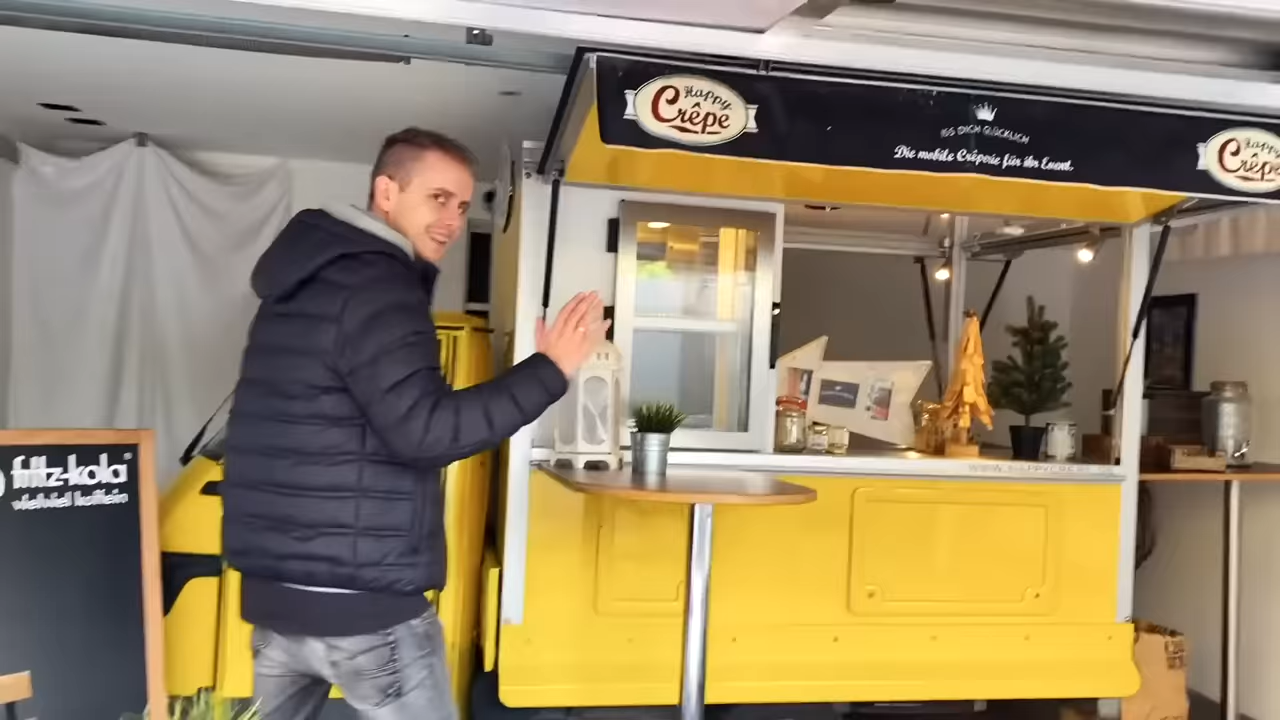 Happy
Crêpe
ISS DICH GLÜCKLICH
Die mobile Crêperie für ihr Event.
Happy
Crêpe
fritz-kola
vielviel koffein